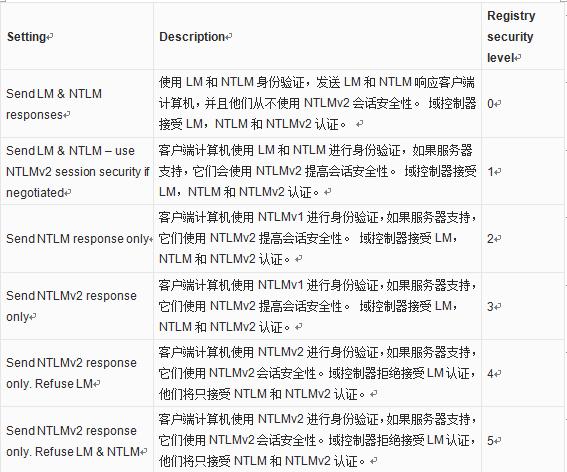 Setting
Description
Registry
security
level
Send LM & NTLM
responses
使用 LM 和 NTLM 身份验证，发送 LM 和 NTLM 响应客户端
计算机，并且他们从不使用 NTLMv2 会话安全性。 域控制器
接受 LM，NTLM 和 NTLMv2 认证。
0
Send LM & NTLM – use
NTLMv2 session security if
negotiated
客户端计算机使用 LM 和 NTLM 进行身份验证，如果服务器
支持，它们会使用 NTLMv2 提高会话安全性。 域控制器接受
LM，NTLM 和 NTLMv2 认证。
1
Send NTLM response only
客户端计算机使用 NTLMv1 进行身份验证，如果服务器支持，
它们使用 NTLMv2 提高会话安全性。 域控制器接受 LM，
NTLM 和 NTLMv2 认证。
2
Send NTLMv2 response
only
客户端计算机使用 NTLMv1 进行身份验证，如果服务器支持，
它们使用 NTLMv2 提高会话安全性。 域控制器接受 LM，
NTLM 和 NTLMv2 认证。
3
Send NTLMv2 response
only. Refuse LM
客户端计算机使用 NTLMv2 进行身份验证，如果服务器支持，
它们使用 NTLMv2 会话安全性。域控制器拒绝接受 LM 认证，
他们将只接受 NTLM 和 NTLMv2 认证。
4
Send NTLMv2 response
only. Refuse LM & NTLM
客户端计算机使用 NTLMv2 进行身份验证，如果服务器支持，
它们使用 NTLMv2 会话安全性。域控制器拒绝接受 LM 认证，
他们将只接受 NTLM 和 NTLMv2 认证。
5